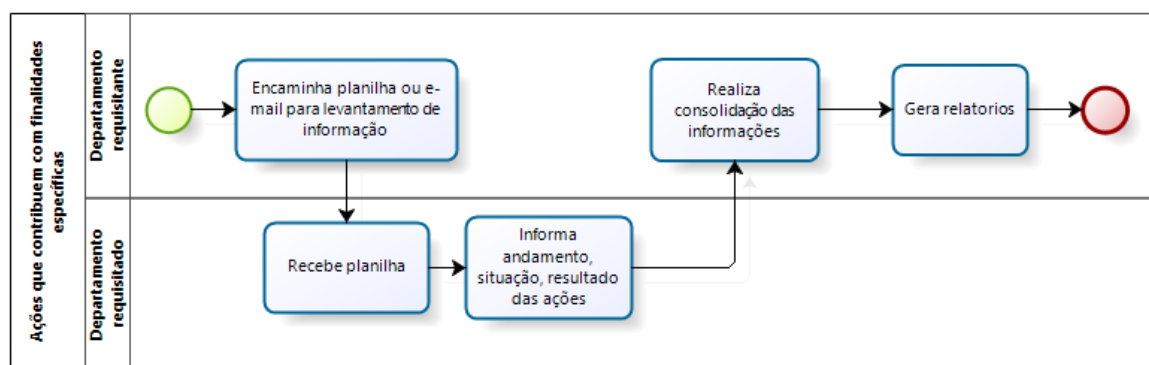 Ações que contribuem com finalidades
específicas
Departamento
requisitante
Encaminha planilha ou e-
mail para levantamento de
informação
Realiza
consolidação das
informações
Gera relatorios
Departamento
requisitado
Recebe planilha
Informa
andamento,
situação, resultado
das ações